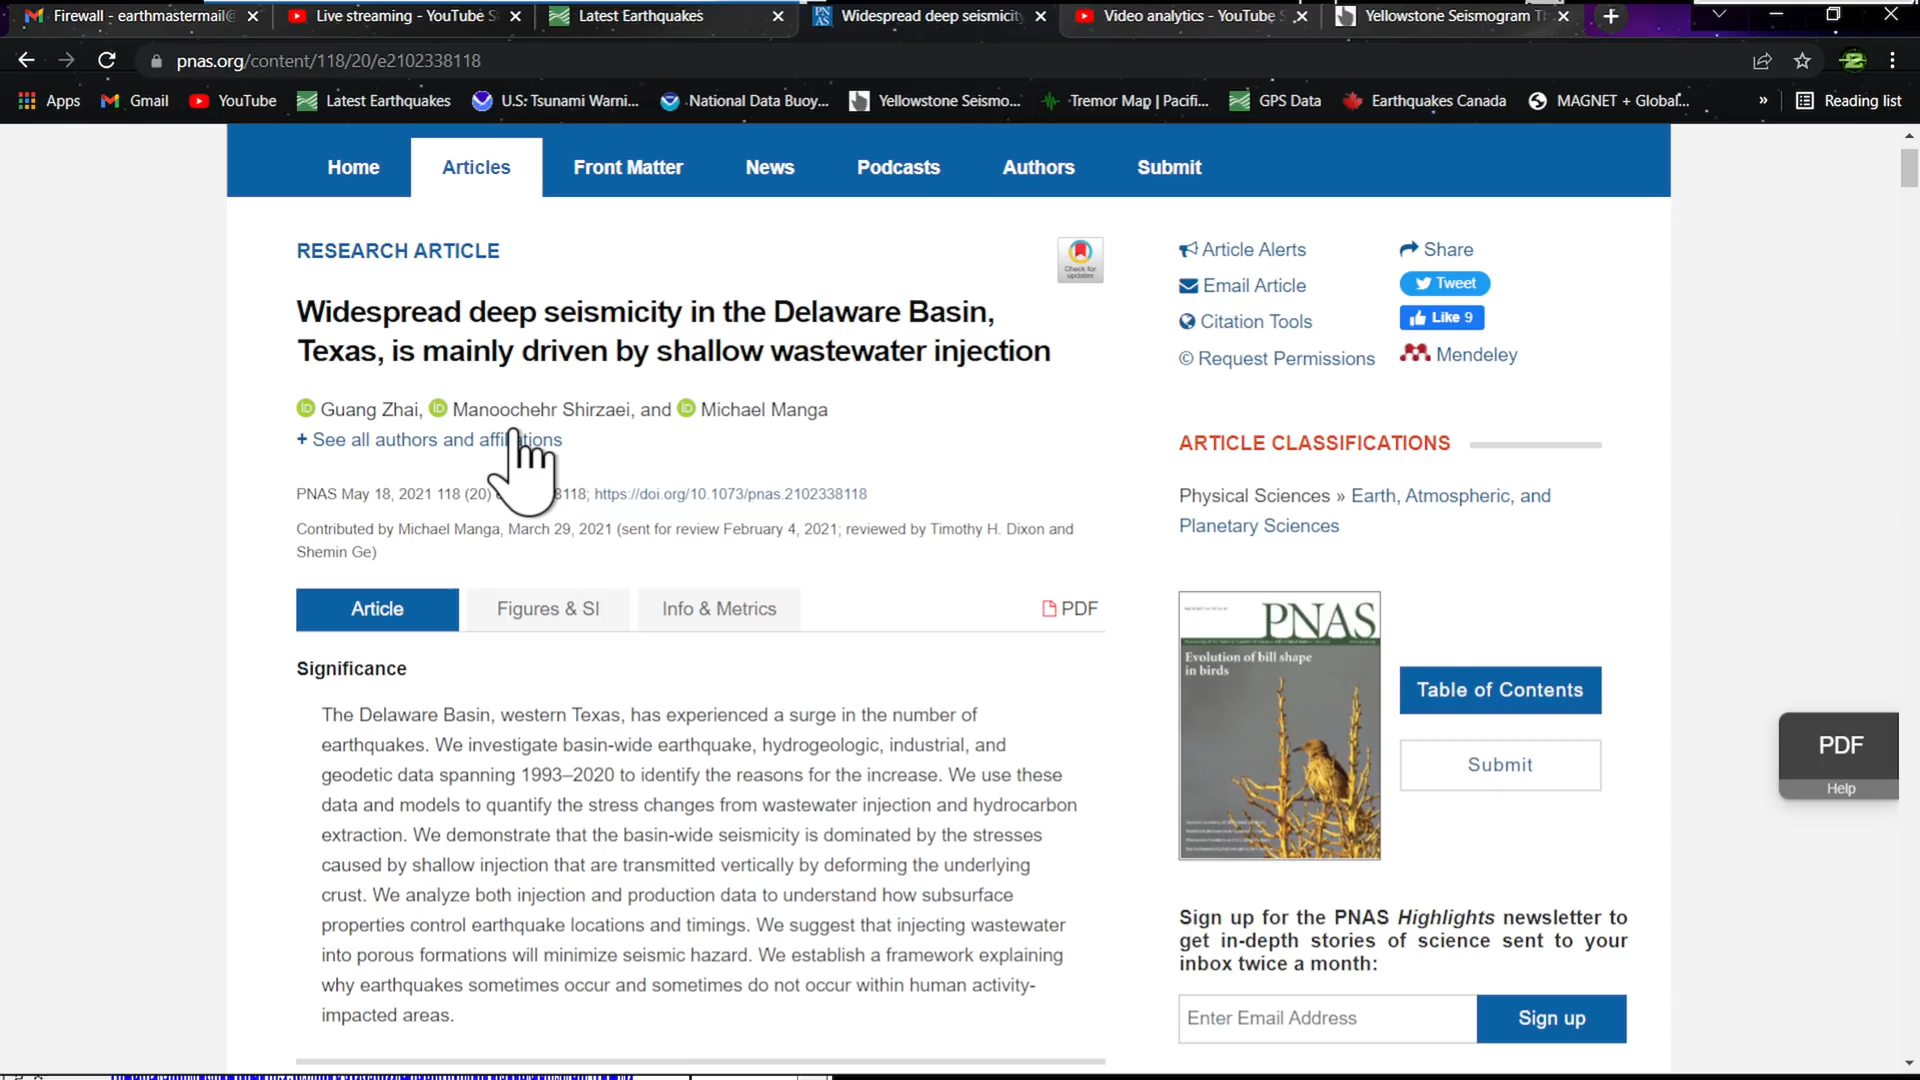 Firewall - earthmastermail@
Live streaming - YouTube S
Latest Earthquakes
Widespread deep seismicity
Video analytics - YouTube S
Yellowstone Seismogram T
pnas.org/content/118/20/e2102338118
Apps
Gmail
YouTube
Latest Earthquakes
U.S. Tsunami Warni...
National Data Buoy...
Yellowstone Seismo...
Tremor Map | Pacifi...
GPS Data
Earthquakes Canada
MAGNET + Global...
»
Reading list
Home
Articles
Front Matter
News
Podcasts
Authors
Submit
RESEARCH ARTICLE
Check for
updates
Widespread deep seismicity in the Delaware Basin,
Texas, is mainly driven by shallow wastewater injection
iD Guang Zhai, iD Manoochehr Shirzaei, and iD Michael Manga
+ See all authors and affiliations
PNAS May 18, 2021 118 (20) 8118; https://doi.org/10.1073/pnas.2102338118
Contributed by Michael Manga, March 29, 2021 (sent for review February 4, 2021; reviewed by Timothy H. Dixon and
Shemin Ge)
Article
Figures & SI
Info & Metrics
PDF
Significance
The Delaware Basin, western Texas, has experienced a surge in the number of
earthquakes. We investigate basin-wide earthquake, hydrogeologic, industrial, and
geodetic data spanning 1993–2020 to identify the reasons for the increase. We use these
data and models to quantify the stress changes from wastewater injection and hydrocarbon
extraction. We demonstrate that the basin-wide seismicity is dominated by the stresses
caused by shallow injection that are transmitted vertically by deforming the underlying
crust. We analyze both injection and production data to understand how subsurface
properties control earthquake locations and timings. We suggest that injecting wastewater
into porous formations will minimize seismic hazard. We establish a framework explaining
why earthquakes sometimes occur and sometimes do not occur within human activity-
impacted areas.
Article Alerts
Share
Email Article
Tweet
Citation Tools
Like 9
© Request Permissions
Mendeley
ARTICLE CLASSIFICATIONS
Physical Sciences » Earth, Atmospheric, and
Planetary Sciences
PNAS
Evolution of bill shape
in birds
Table of Contents
Submit
PDF
Help
Sign up for the PNAS Highlights newsletter to
get in-depth stories of science sent to your
inbox twice a month:
Enter Email Address
Sign up